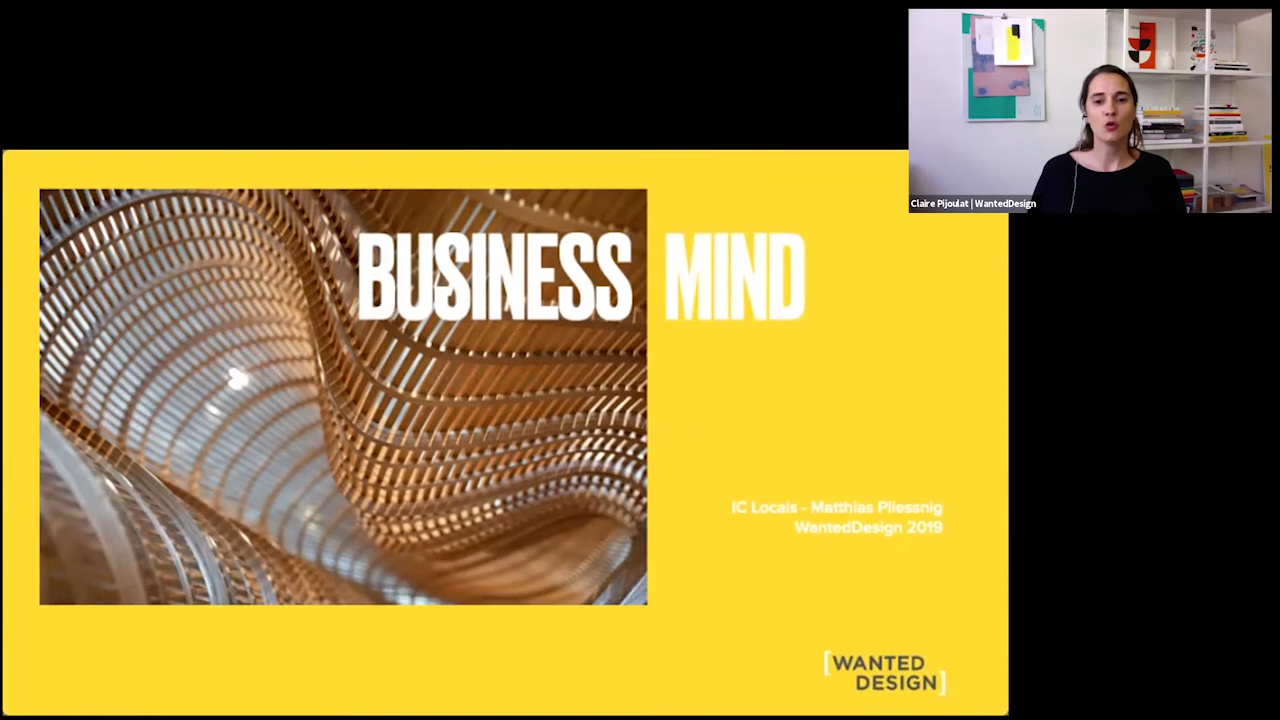 Claire Pijoulat | WantedDesign
BUSINESS MIND
IC Locals - Matthias Pliessnig
WantedDesign 2019
[WANTED
DESIGN]